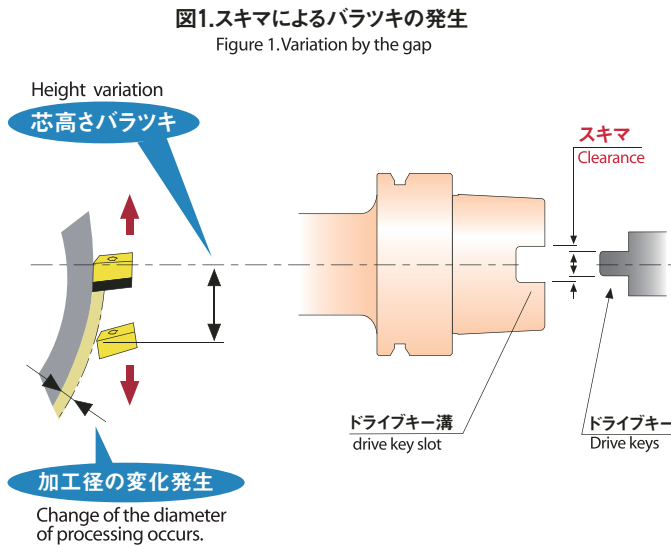 図1.スキマによるバラツキの発生
Figure 1.Variation by the gap
Height variation
芯高さバラツキ
スキマ
Clearance
ドライブキー溝
drive key slot
ドライブキー
Drive keys
加工径の変化発生
Change of the diameter
of processing occurs.